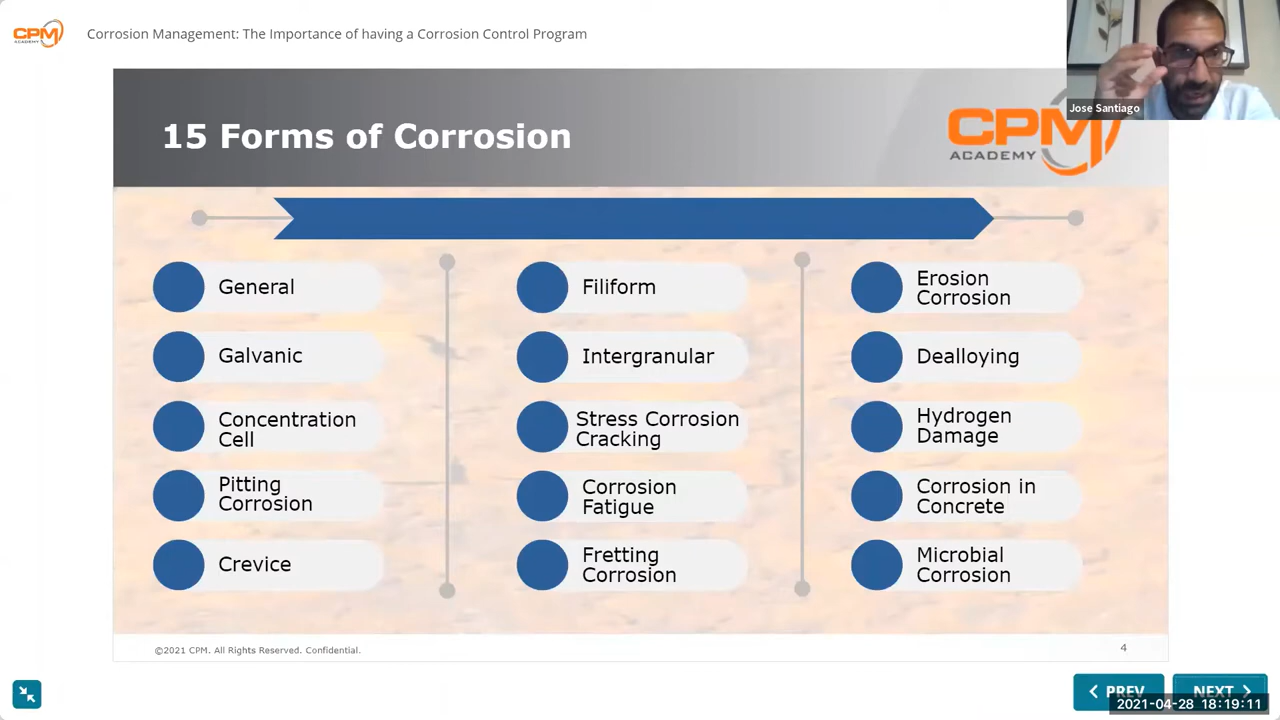 CPM
ACADEMY
Corrosion Management: The Importance of having a Corrosion Control Program
Jose Santiago
15 Forms of Corrosion
CPM
ACADEMY
General
Galvanic
Concentration
Cell
Pitting
Corrosion
Crevice
Filiform
Intergranular
Stress Corrosion
Cracking
Corrosion
Fatigue
Fretting
Corrosion
Erosion
Corrosion
Dealloying
Hydrogen
Damage
Corrosion in
Concrete
Microbial
Corrosion
©2021 CPM. All Rights Reserved. Confidential.
4
PREV
NEXT
2021-04-28 18:19:11